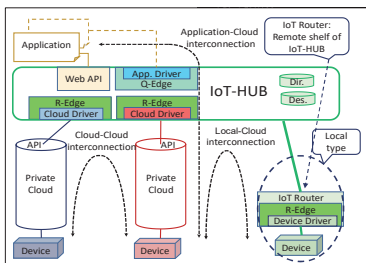 Application
Application-Cloud
interconnection
IoT Router:
Remote shelf of
IoT-HUB
Web API
App. Driver
Q-Edge
IoT-HUB
Dir.
Des.
R-Edge
Cloud Driver
R-Edge
Cloud Driver
API
Cloud-Cloud
interconnection
API
Local-Cloud
interconnection
Local
type
Private
Cloud
Private
Cloud
IoT Router
R-Edge
Device Driver
Device
Device
Device